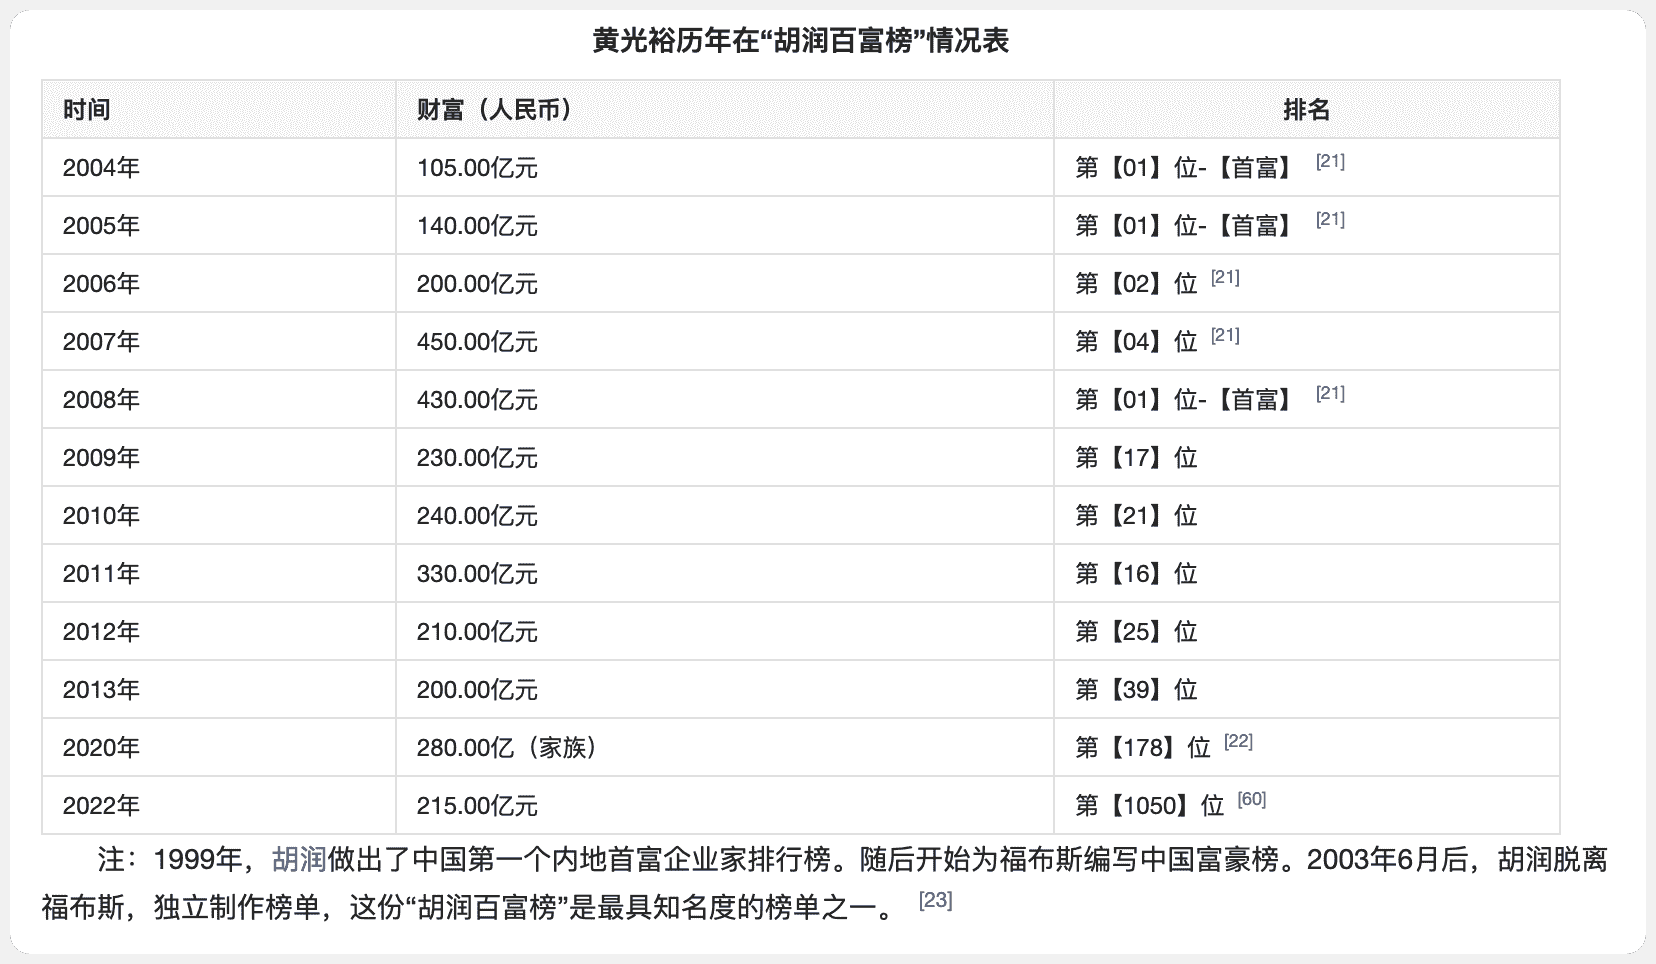 黄光裕历年在“胡润百富榜”情况表
时间 财富（人民币） 排名
2004年 105.00亿元 第【01】位-【首富】 [21]
2005年 140.00亿元 第【01】位-【首富】 [21]
2006年 200.00亿元 第【02】位 [21]
2007年 450.00亿元 第【04】位 [21]
2008年 430.00亿元 第【01】位-【首富】 [21]
2009年 230.00亿元 第【17】位
2010年 240.00亿元 第【21】位
2011年 330.00亿元 第【16】位
2012年 210.00亿元 第【25】位
2013年 200.00亿元 第【39】位
2020年 280.00亿（家族） 第【178】位 [22]
2022年 215.00亿元 第【1050】位 [60]
注：1999年，胡润做出了中国第一个内地首富企业家排行榜。随后开始为福布斯编写中国富豪榜。2003年6月后，胡润脱离
福布斯，独立制作榜单，这份“胡润百富榜”是最具知名度的榜单之一。 [23]